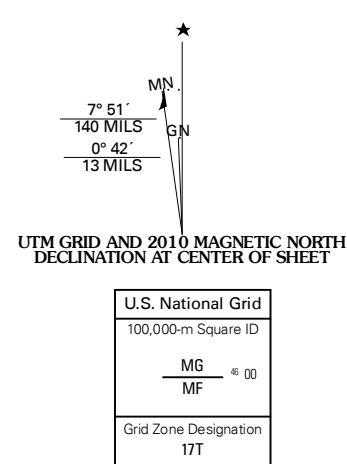 ★
MN
7° 51´
140 MILS
GN
0° 42´
13 MILS
UTM GRID AND 2010 MAGNETIC NORTH
DECLINATION AT CENTER OF SHEET
U.S. National Grid
100,000-m Square ID
MG
46 00
MF
Grid Zone Designation
17T